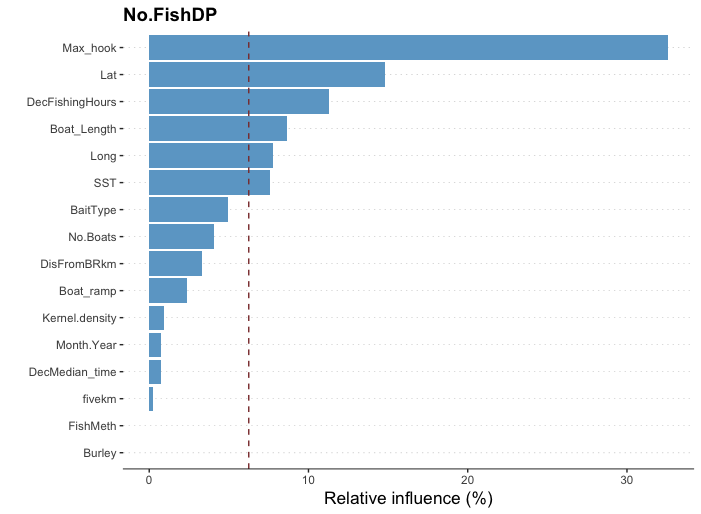 No.FishDP
Max_hook
Lat
DecFishingHours
Boat_Length
Long
SST
BaitType
No.Boats
DisFromBRkm
Boat_ramp
Kernel.density
Month.Year
DecMedian_time
fivekm
FishMeth
Burley
0 10 20 30
Relative influence (%)